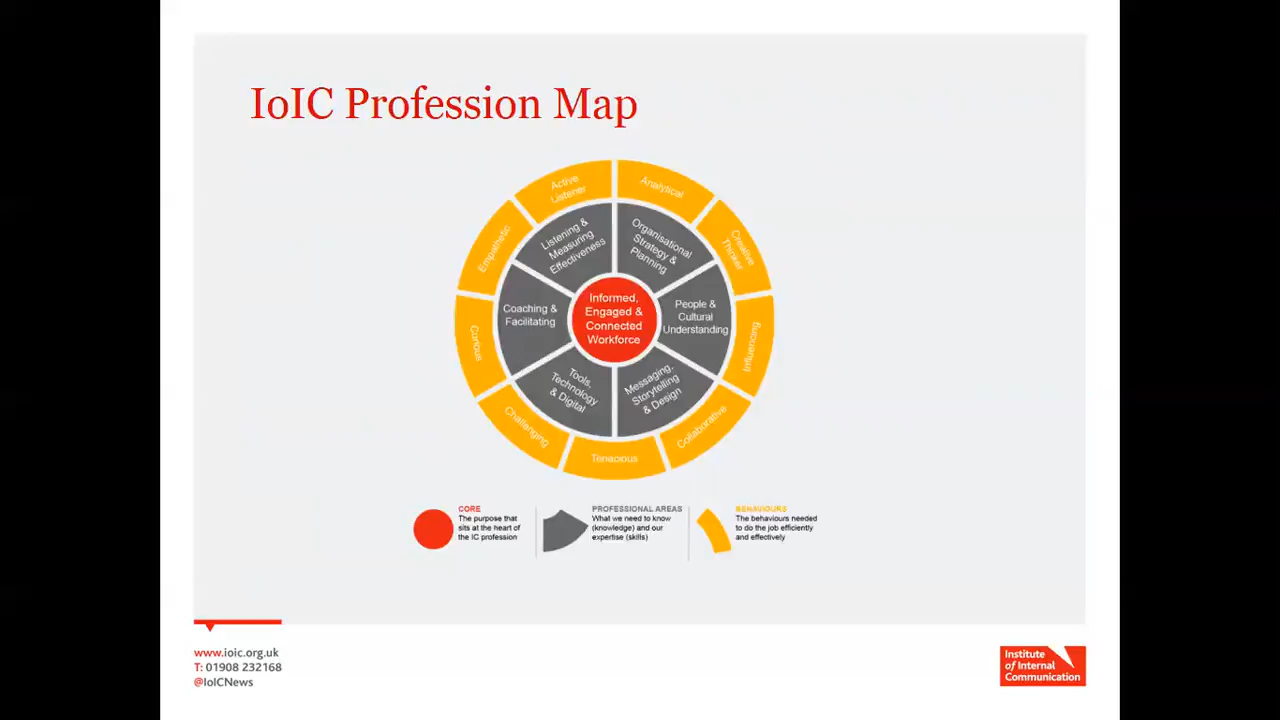 IoIC Profession Map
Active
Listener
Analytical
Creative
Thinker
Influencing
Collaborative
Tenacious
Challenging
Curious
Empathetic
Listening &
Measuring
Effectiveness
Organisational
Strategy &
Planning
People &
Cultural
Understanding
Messaging,
Storytelling
& Design
Tools,
Technology
& Digital
Coaching &
Facilitating
Informed,
Engaged &
Connected
Workforce
CORE
The purpose that
sits at the heart of
the IC profession
PROFESSIONAL AREAS
What we need to know
(knowledge) and our
expertise (skills)
BEHAVIOURS
The behaviours needed
to do the job efficiently
and effectively
www.ioic.org.uk
T: 01908 232168
@IoICNews
Institute
of Internal
Communication